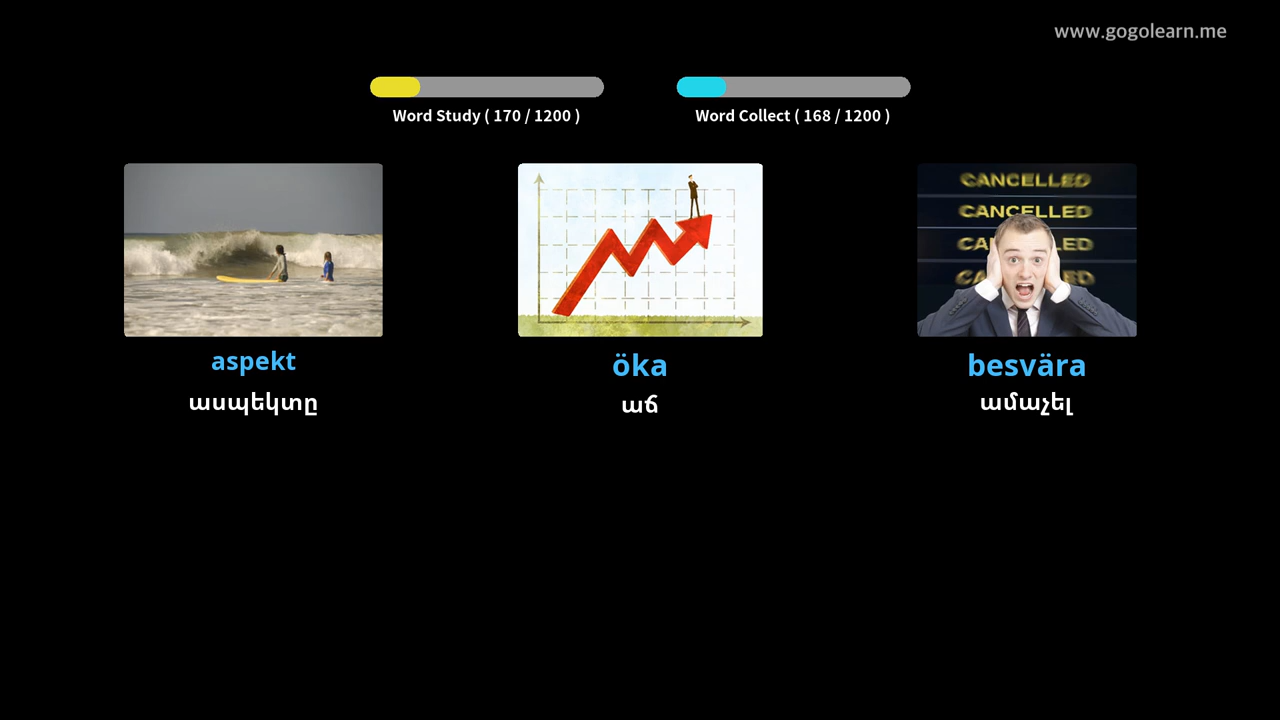 www.gogolearn.me
Word Study ( 170 / 1200 )
Word Collect ( 168 / 1200 )
CANCELLED
CANCELLED
aspekt
öka
besvära
ասպեկտը
աճ
ամաչել